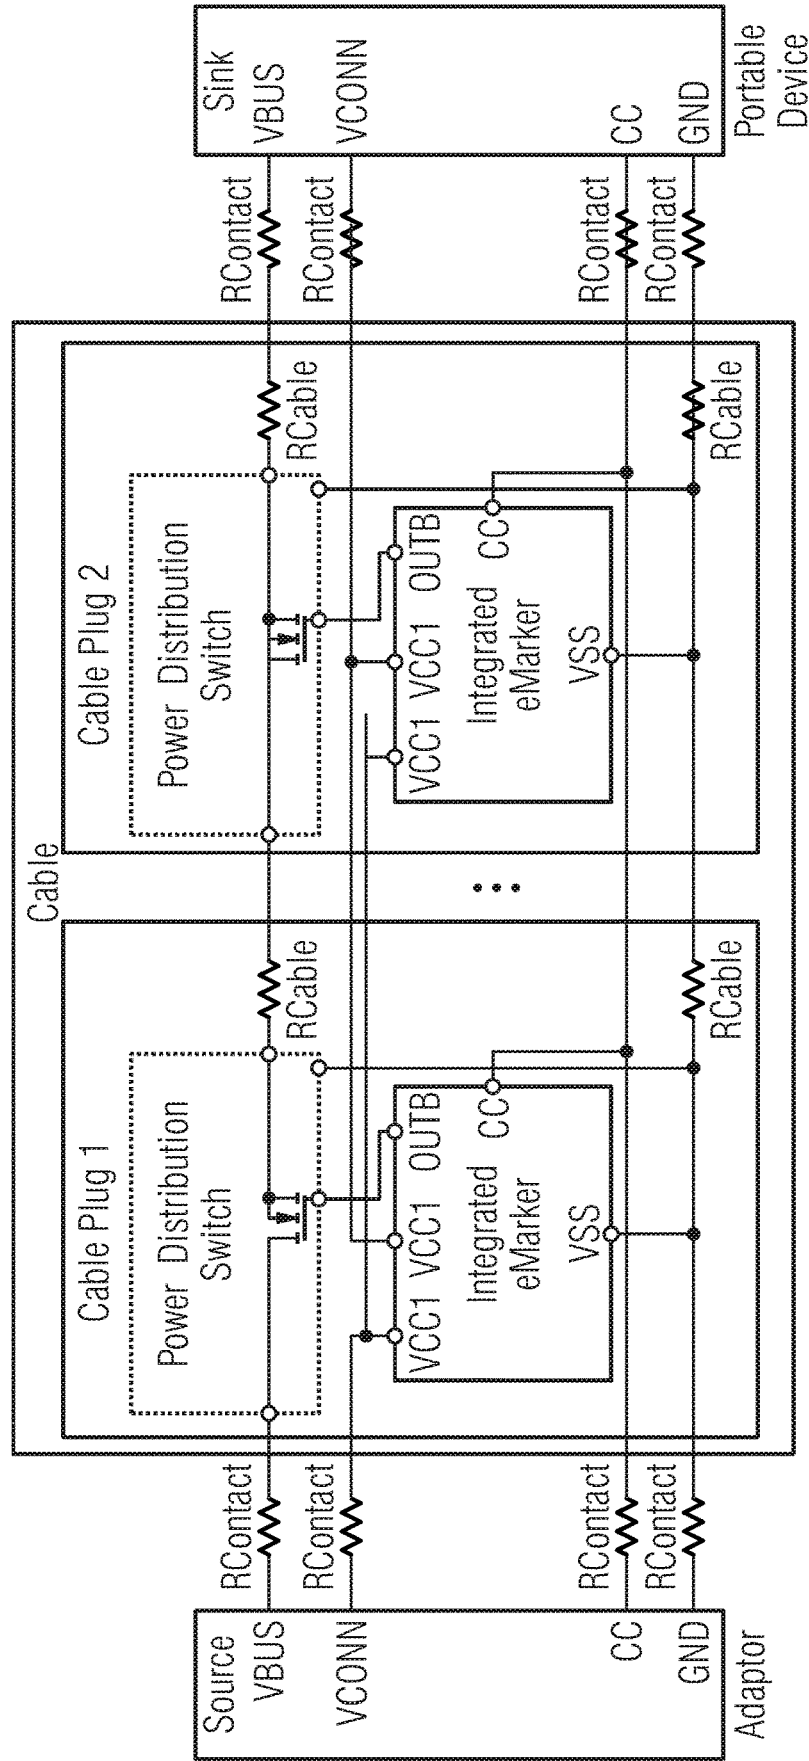 Cable
Source
VBUS
VCONN
CC
GND
Adaptor
RContact
RContact
RContact
RContact
Cable Plug 1
Power Distribution
Switch
RCable
VCC1
VCC1
OUTB
CC
Integrated
eMarker
VSS
RCable
Cable Plug 2
Power Distribution
Switch
RCable
VCC1
VCC1
OUTB
CC
Integrated
eMarker
VSS
RCable
RContact
RContact
RContact
RContact
Sink
VBUS
VCONN
CC
GND
Portable
Device